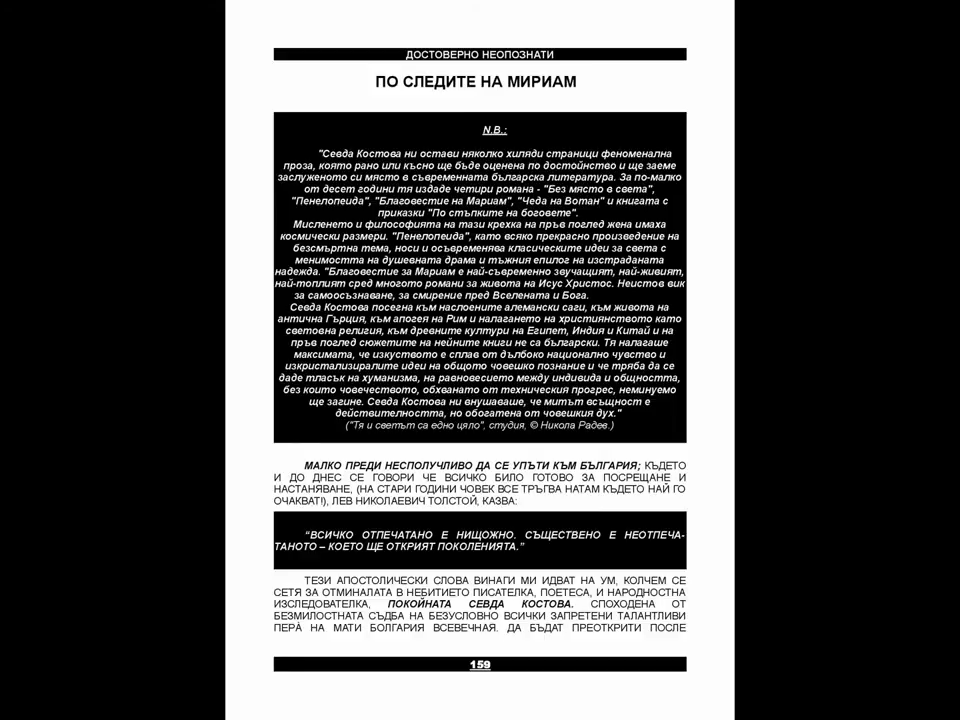 ДОСТОВЕРНО НЕОПОЗНАТИ
ПО СЛЕДИТЕ НА МИРИАМ
N.B.:
"Севда Костова ни остави няколко хиляди страници феноменална
проза, която рано или късно ще бъде оценена по достойнство и ще заеме
заслуженото си място в съвременната българска литература. За по-малко
от десет години тя издаде четири романа - "Без място в света",
"Пенелопеида", "Благовестие на Мариам", "Чеда на Вотан" и книгата с
приказки "По стъпките на боговете".
Мисленето и философията на тази крехка на пръв поглед жена имаха
космически размери. "Пенелопеида", като всяко прекрасно произведение на
безсмъртна тема, носи и осъвременява класическите идеи за света с
менимостта на душевната драма и тъжния епилог на изстраданата
надежда. "Благовестие за Мариам е най-съвременно звучащият, най-живият,
най-топлият сред многото романи за живота на Исус Христос. Неистов вик
за самоосъзнаване, за смирение пред Вселената и Бога.
Севда Костова посегна към наслоените алемански саги, към живота на
антична Гърция, към апогея на Рим и налагането на християнството като
световна религия, към древните култури на Египет, Индия и Китай и на
пръв поглед сюжетите на нейните книги не са български. Тя налагаше
максимата, че изкуството е сплав от дълбоко национално чувство и
изкристализиралите идеи на общото човешко познание и че трябва да се
даде тласък на хуманизма, на равновесието между индивида и общността,
без които човечеството, обхванато от техническия прогрес, неминуемо
ще загине. Севда Костова ни внушаваше, че митът всъщност е
действителността, но обогатена от човешкия дух."
("Тя и светът са едно цяло", студия, © Никола Радев.)
МАЛКО ПРЕДИ НЕСПОЛУЧЛИВО ДА СЕ УПЪТИ КЪМ БЪЛГАРИЯ; КЪДЕТО
И ДО ДНЕС СЕ ГОВОРИ ЧЕ ВСИЧКО БИЛО ГОТОВО ЗА ПОСРЕЩАНЕ И
НАСТАНЯВАНЕ, (НА СТАРИ ГОДИНИ ЧОВЕК ВСЕ ТРЪГВА НАТАМ КЪДЕТО НАЙ ГО
ОЧАКВАТ!), ЛЕВ НИКОЛАЕВИЧ ТОЛСТОЙ, КАЗВА:
“ВСИЧКО ОТПЕЧАТАНО Е НИЩОЖНО. СЪЩЕСТВЕНО Е НЕОТПЕЧА-
ТАНОТО – КОЕТО ЩЕ ОТКРИЯТ ПОКОЛЕНИЯТА.”
ТЕЗИ АПОСТОЛИЧЕСКИ СЛОВА ВИНАГИ МИ ИДВАТ НА УМ, КОЛЧЕМ СЕ
СЕТЯ ЗА ОТМИНАЛАТА В НЕБИТИЕТО ПИСАТЕЛКА, ПОЕТЕСА, И НАРОДНОСТНА
ИЗСЛЕДОВАТЕЛКА, ПОКОЙНАТА СЕВДА КОСТОВА. СПОХОДЕНА ОТ
БЕЗМИЛОСТНАТА СЪДБА НА БЕЗУСЛОВНО ВСИЧКИ ЗАПРЕТЕНИ ТАЛАНТЛИВИ
ПЕРÀ НА МАТИ БОЛГАРИЯ ВСЕВЕЧНАЯ. ДА БЪДАТ ПРЕОТКРИТИ ПОСЛЕ
159